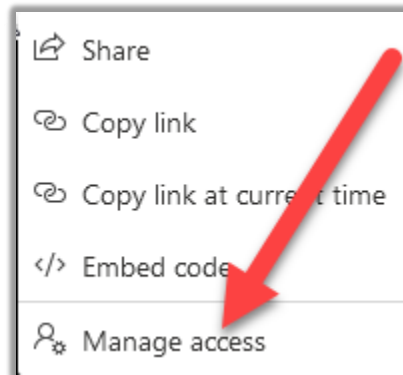 Share
Copy link
Copy link at current time
Embed code
Manage access